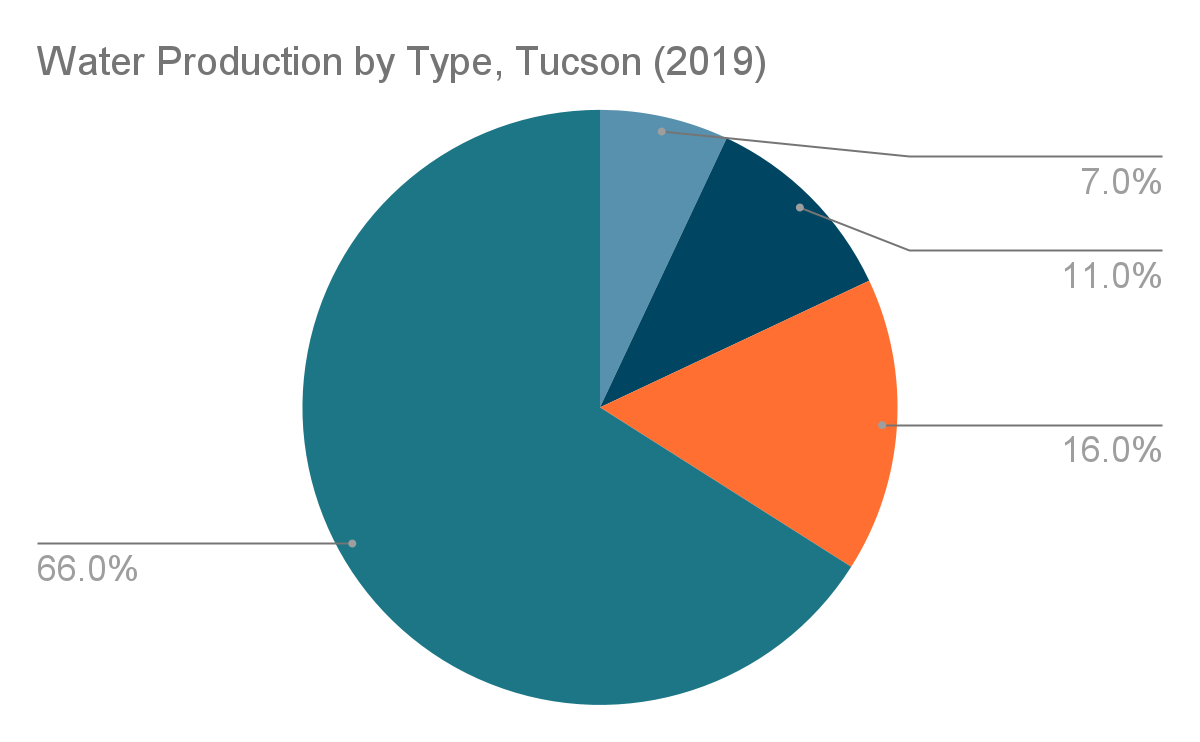 Water Production by Type, Tucson (2019)
7.0%
11.0%
16.0%
66.0%